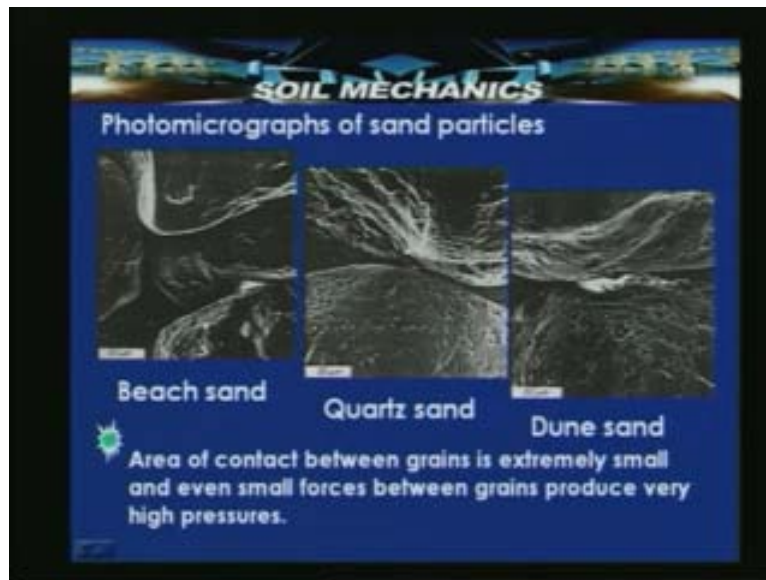 SOIL MECHANICS
Photomicrographs of sand particles
Beach sand
Quartz sand
Dune sand
Area of contact between grains is extremely small
and even small forces between grains produce very
high pressures.